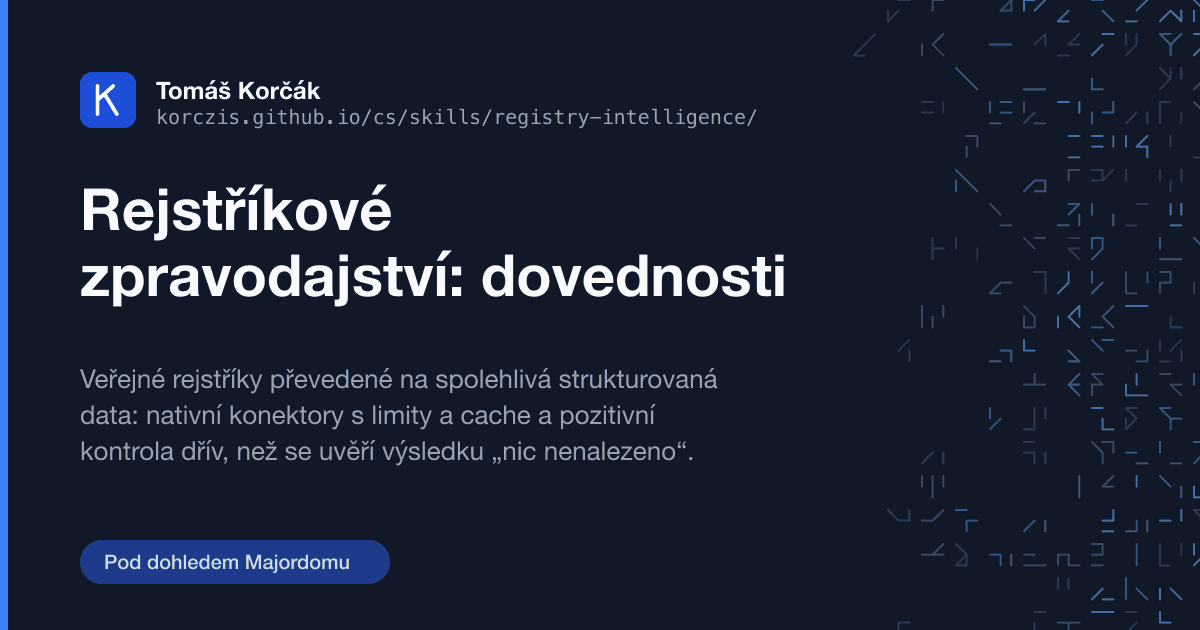 Tomáš Korčák
korczis.github.io/cs/skills/registry-intelligence/
Rejstříkové
zpravodajství: dovednosti
Veřejné rejstříky převedené na spolehlivá strukturovaná
data: nativní konektory s limity a cache a pozitivní
kontrola dřív, než se uvěří výsledku „nic nenalezeno“.
Pod dohledem Majordomu